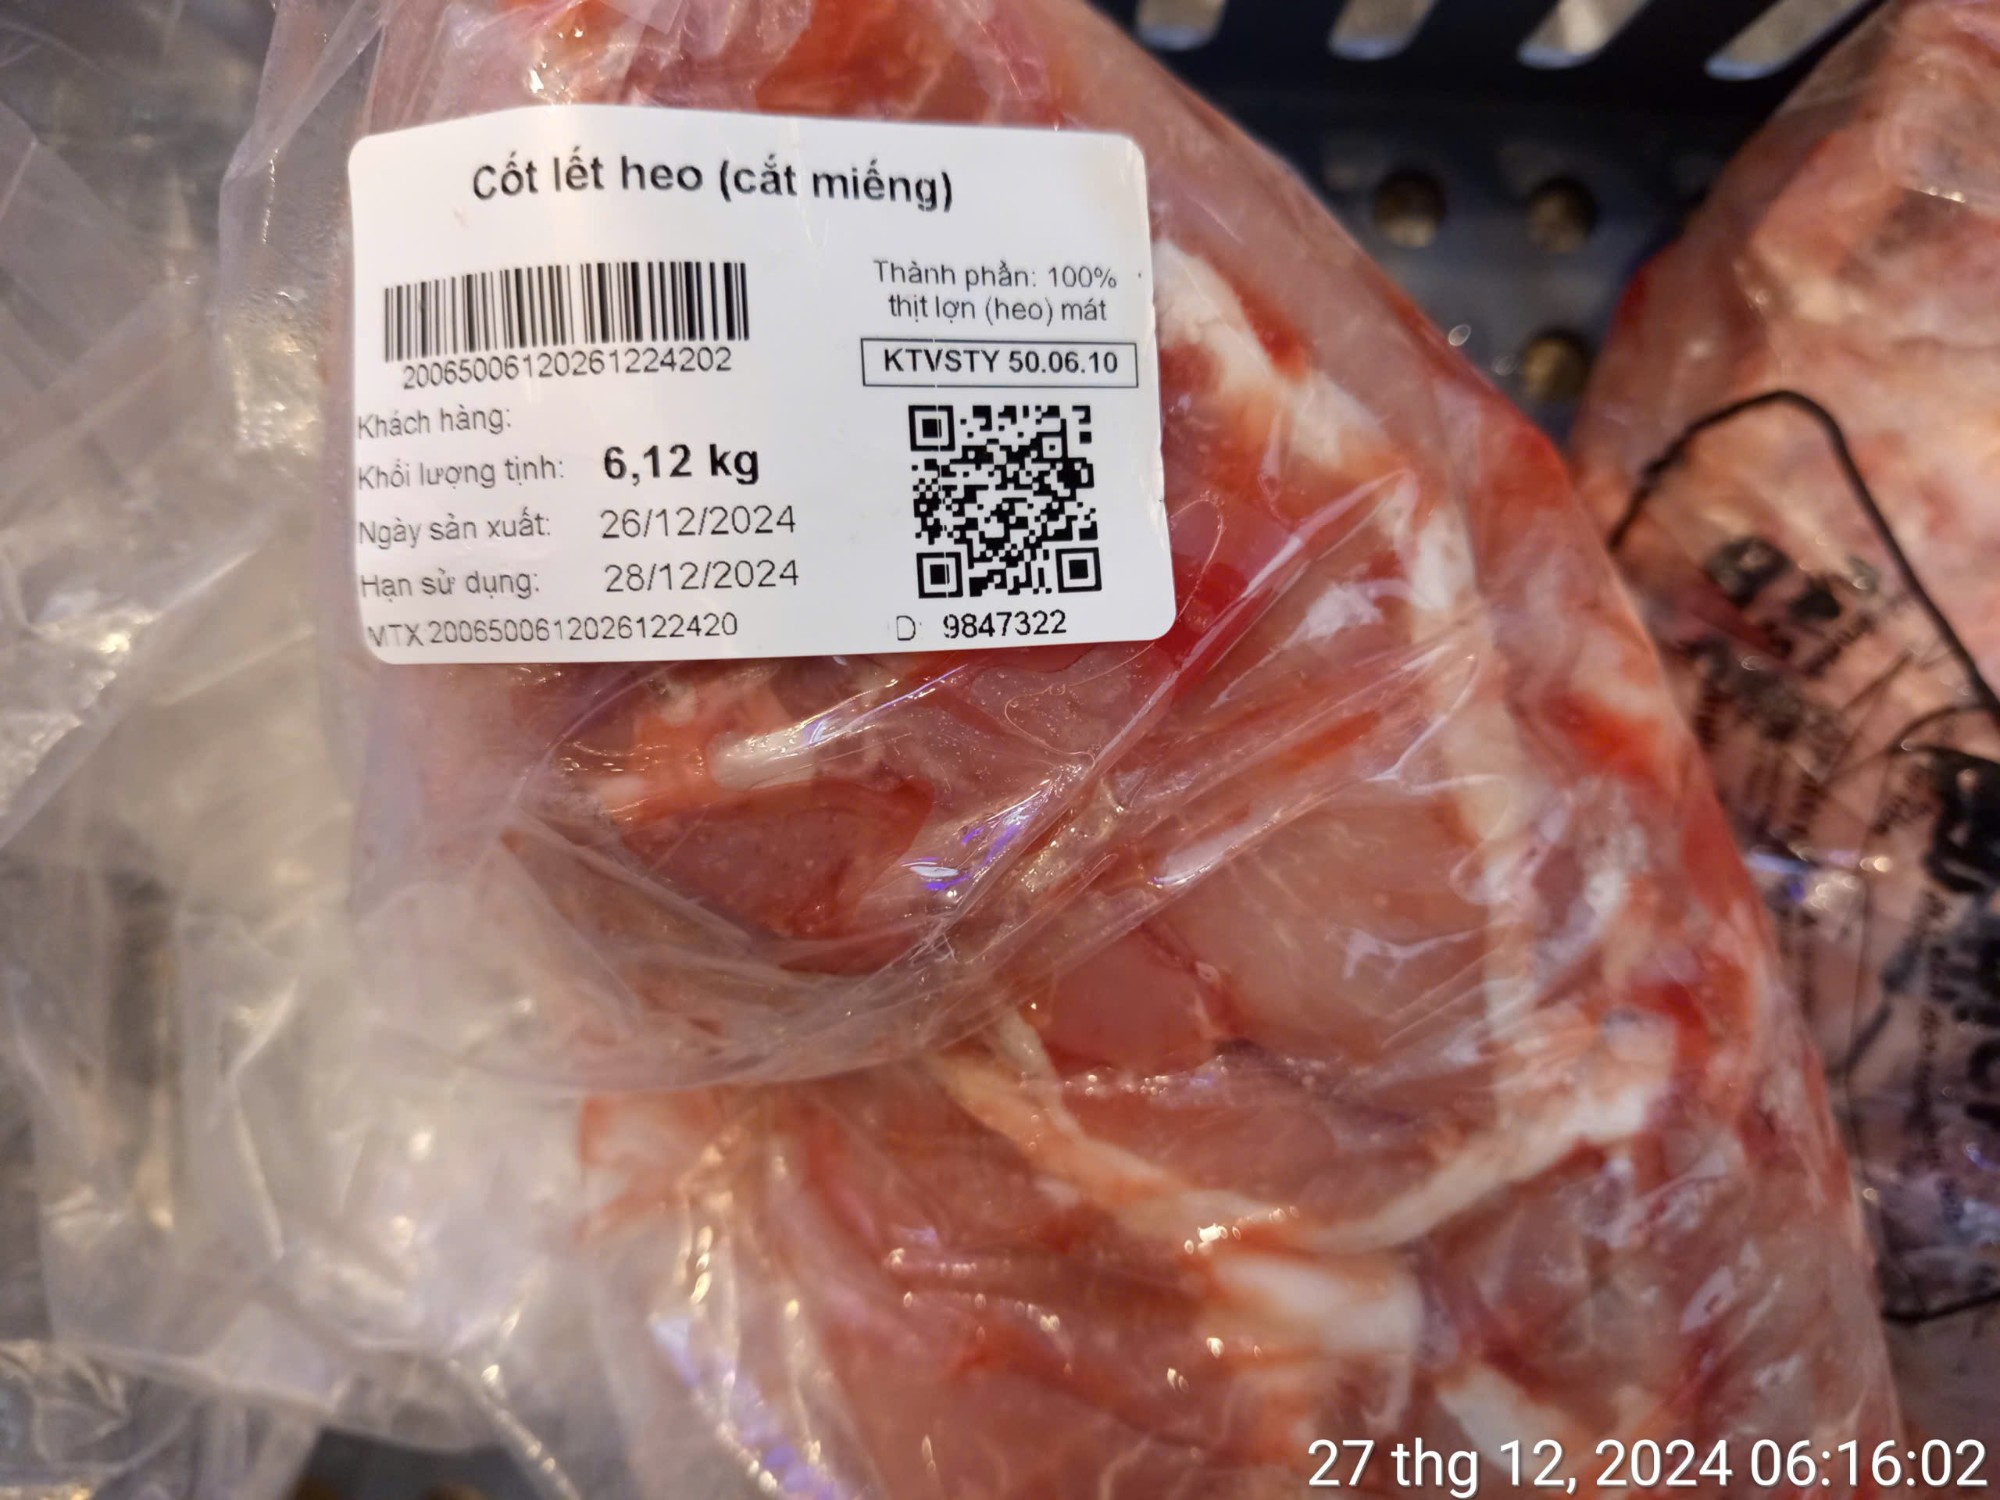 Cốt lết heo (cắt miếng)
20065006120261224202
Thành phần: 100%
thịt lợn (heo) mát
KTVSTY 50.06.10
Khách hàng:
Khối lượng tịnh: 6,12 kg
Ngày sản xuất: 26/12/2024
Hạn sử dụng: 28/12/2024
MTX 2006500612026122420
D: 9847322
27 thg 12, 2024 06:16:02